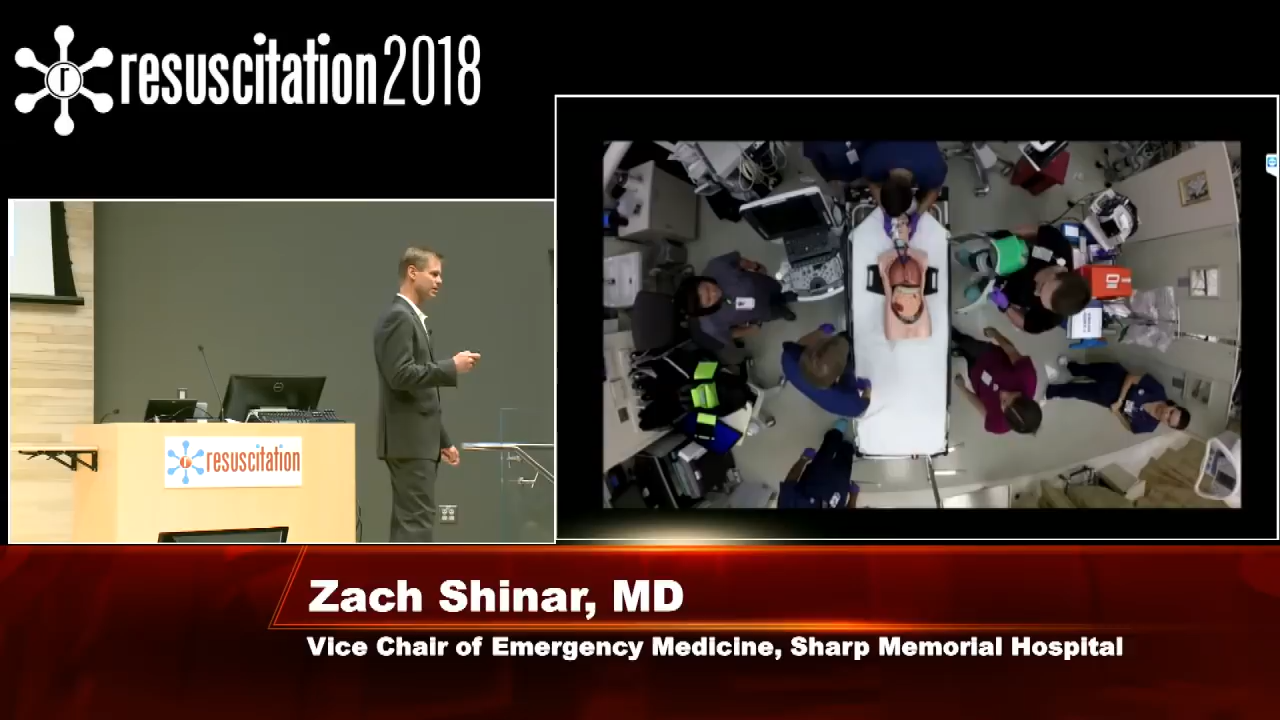 resuscitation2018
resuscitation
Zach Shinar, MD
Vice Chair of Emergency Medicine, Sharp Memorial Hospital